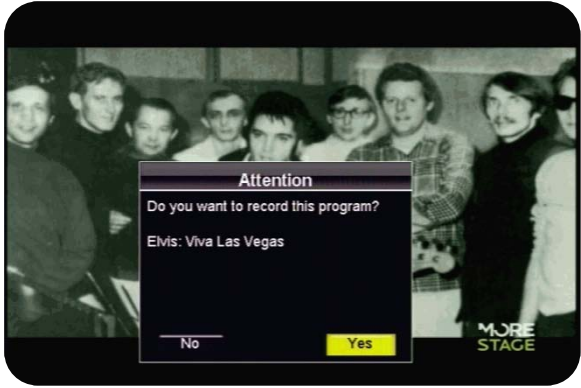 Attention
Do you want to record this program?
Elvis: Viva Las Vegas
No
Yes
MORE
STAGE